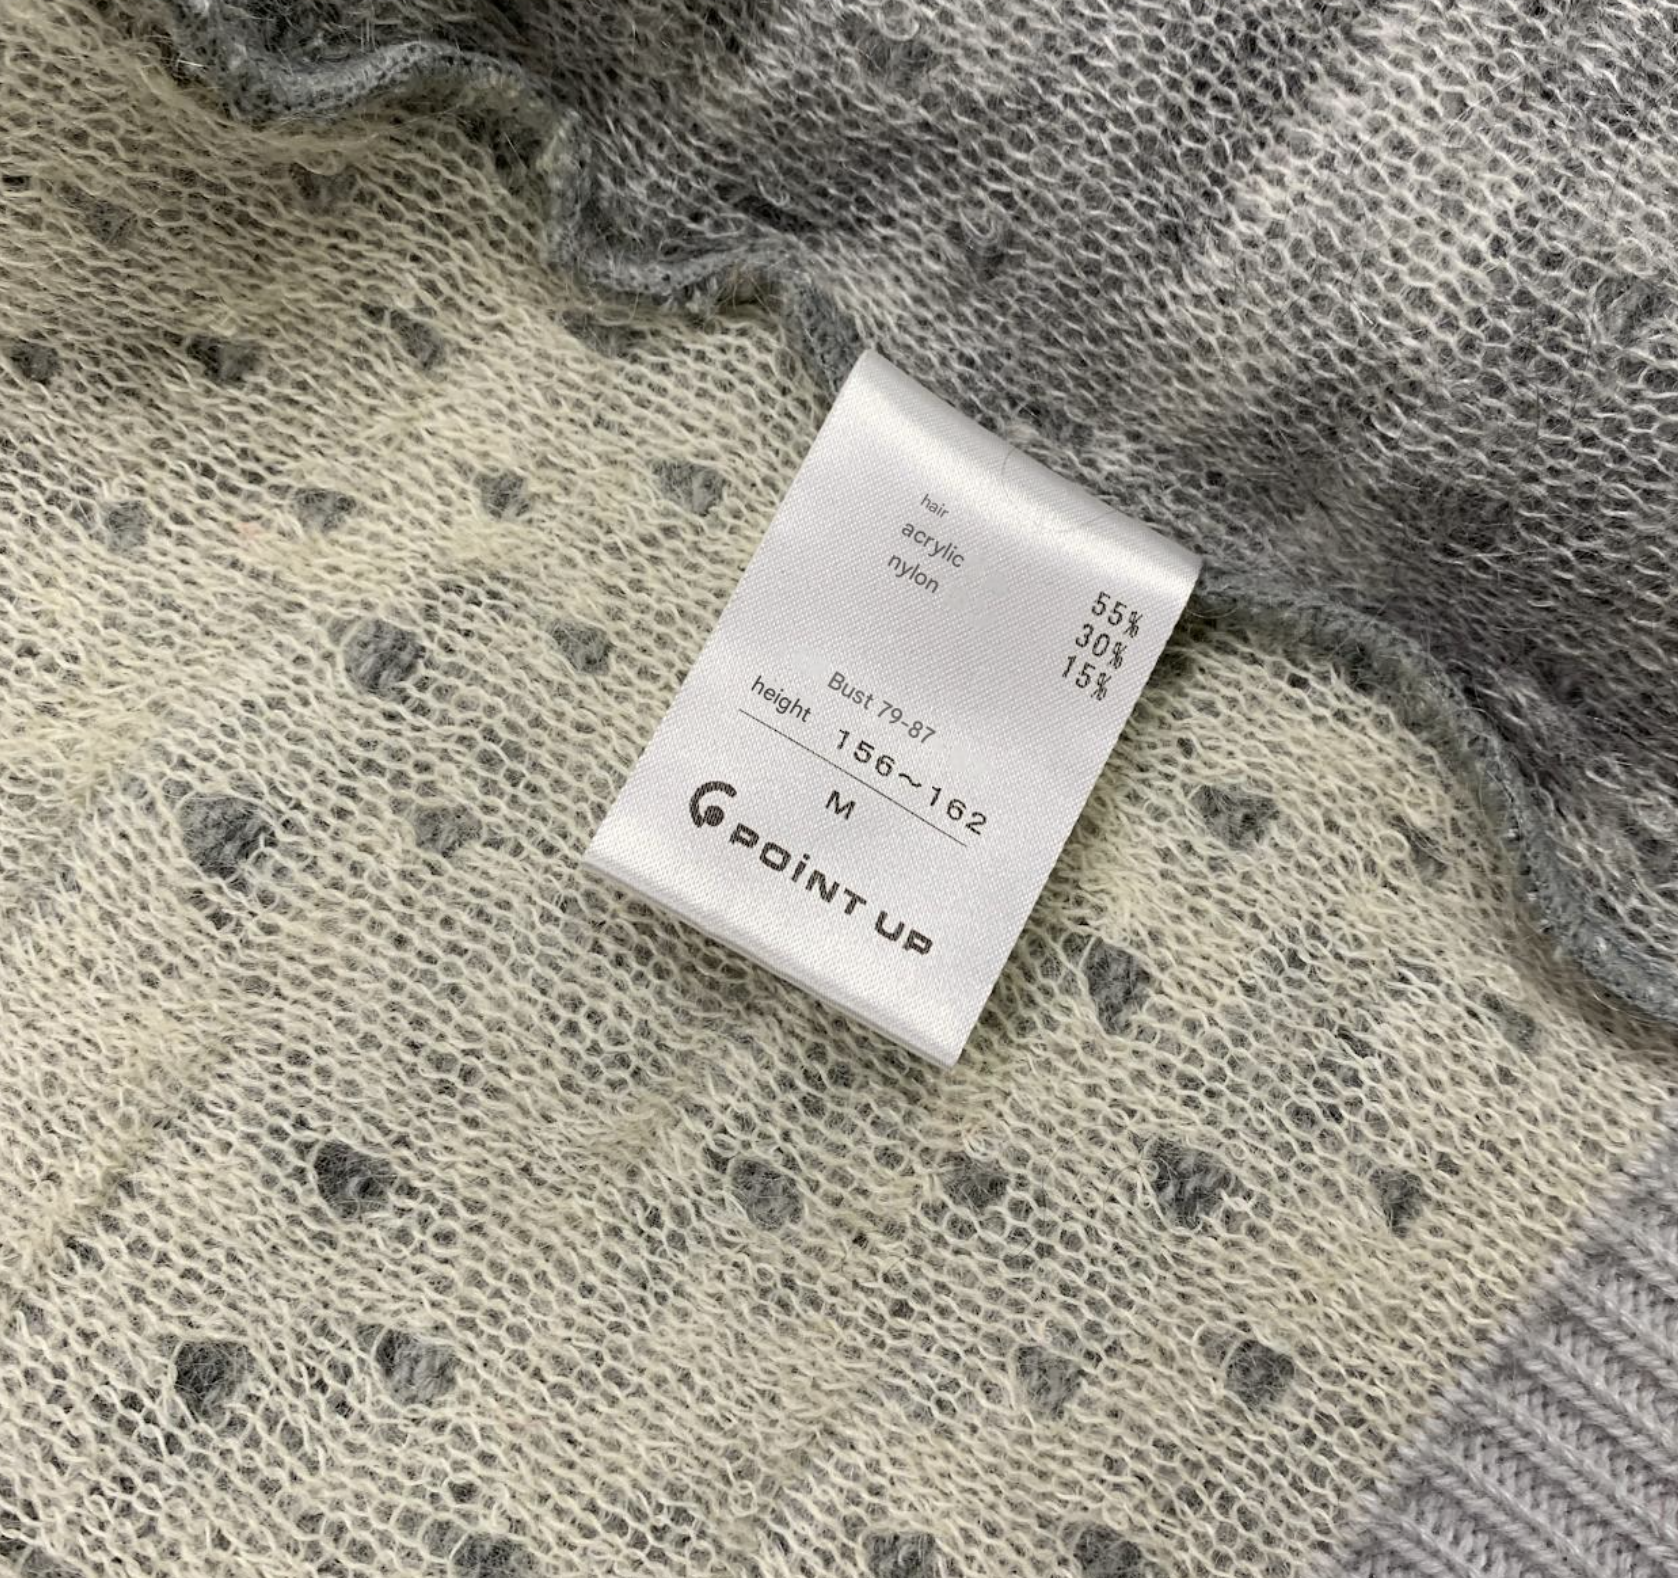 hair 55%
acrylic 30%
nylon 15%
Bust 79-87
height 156~162
M
POiNT UP